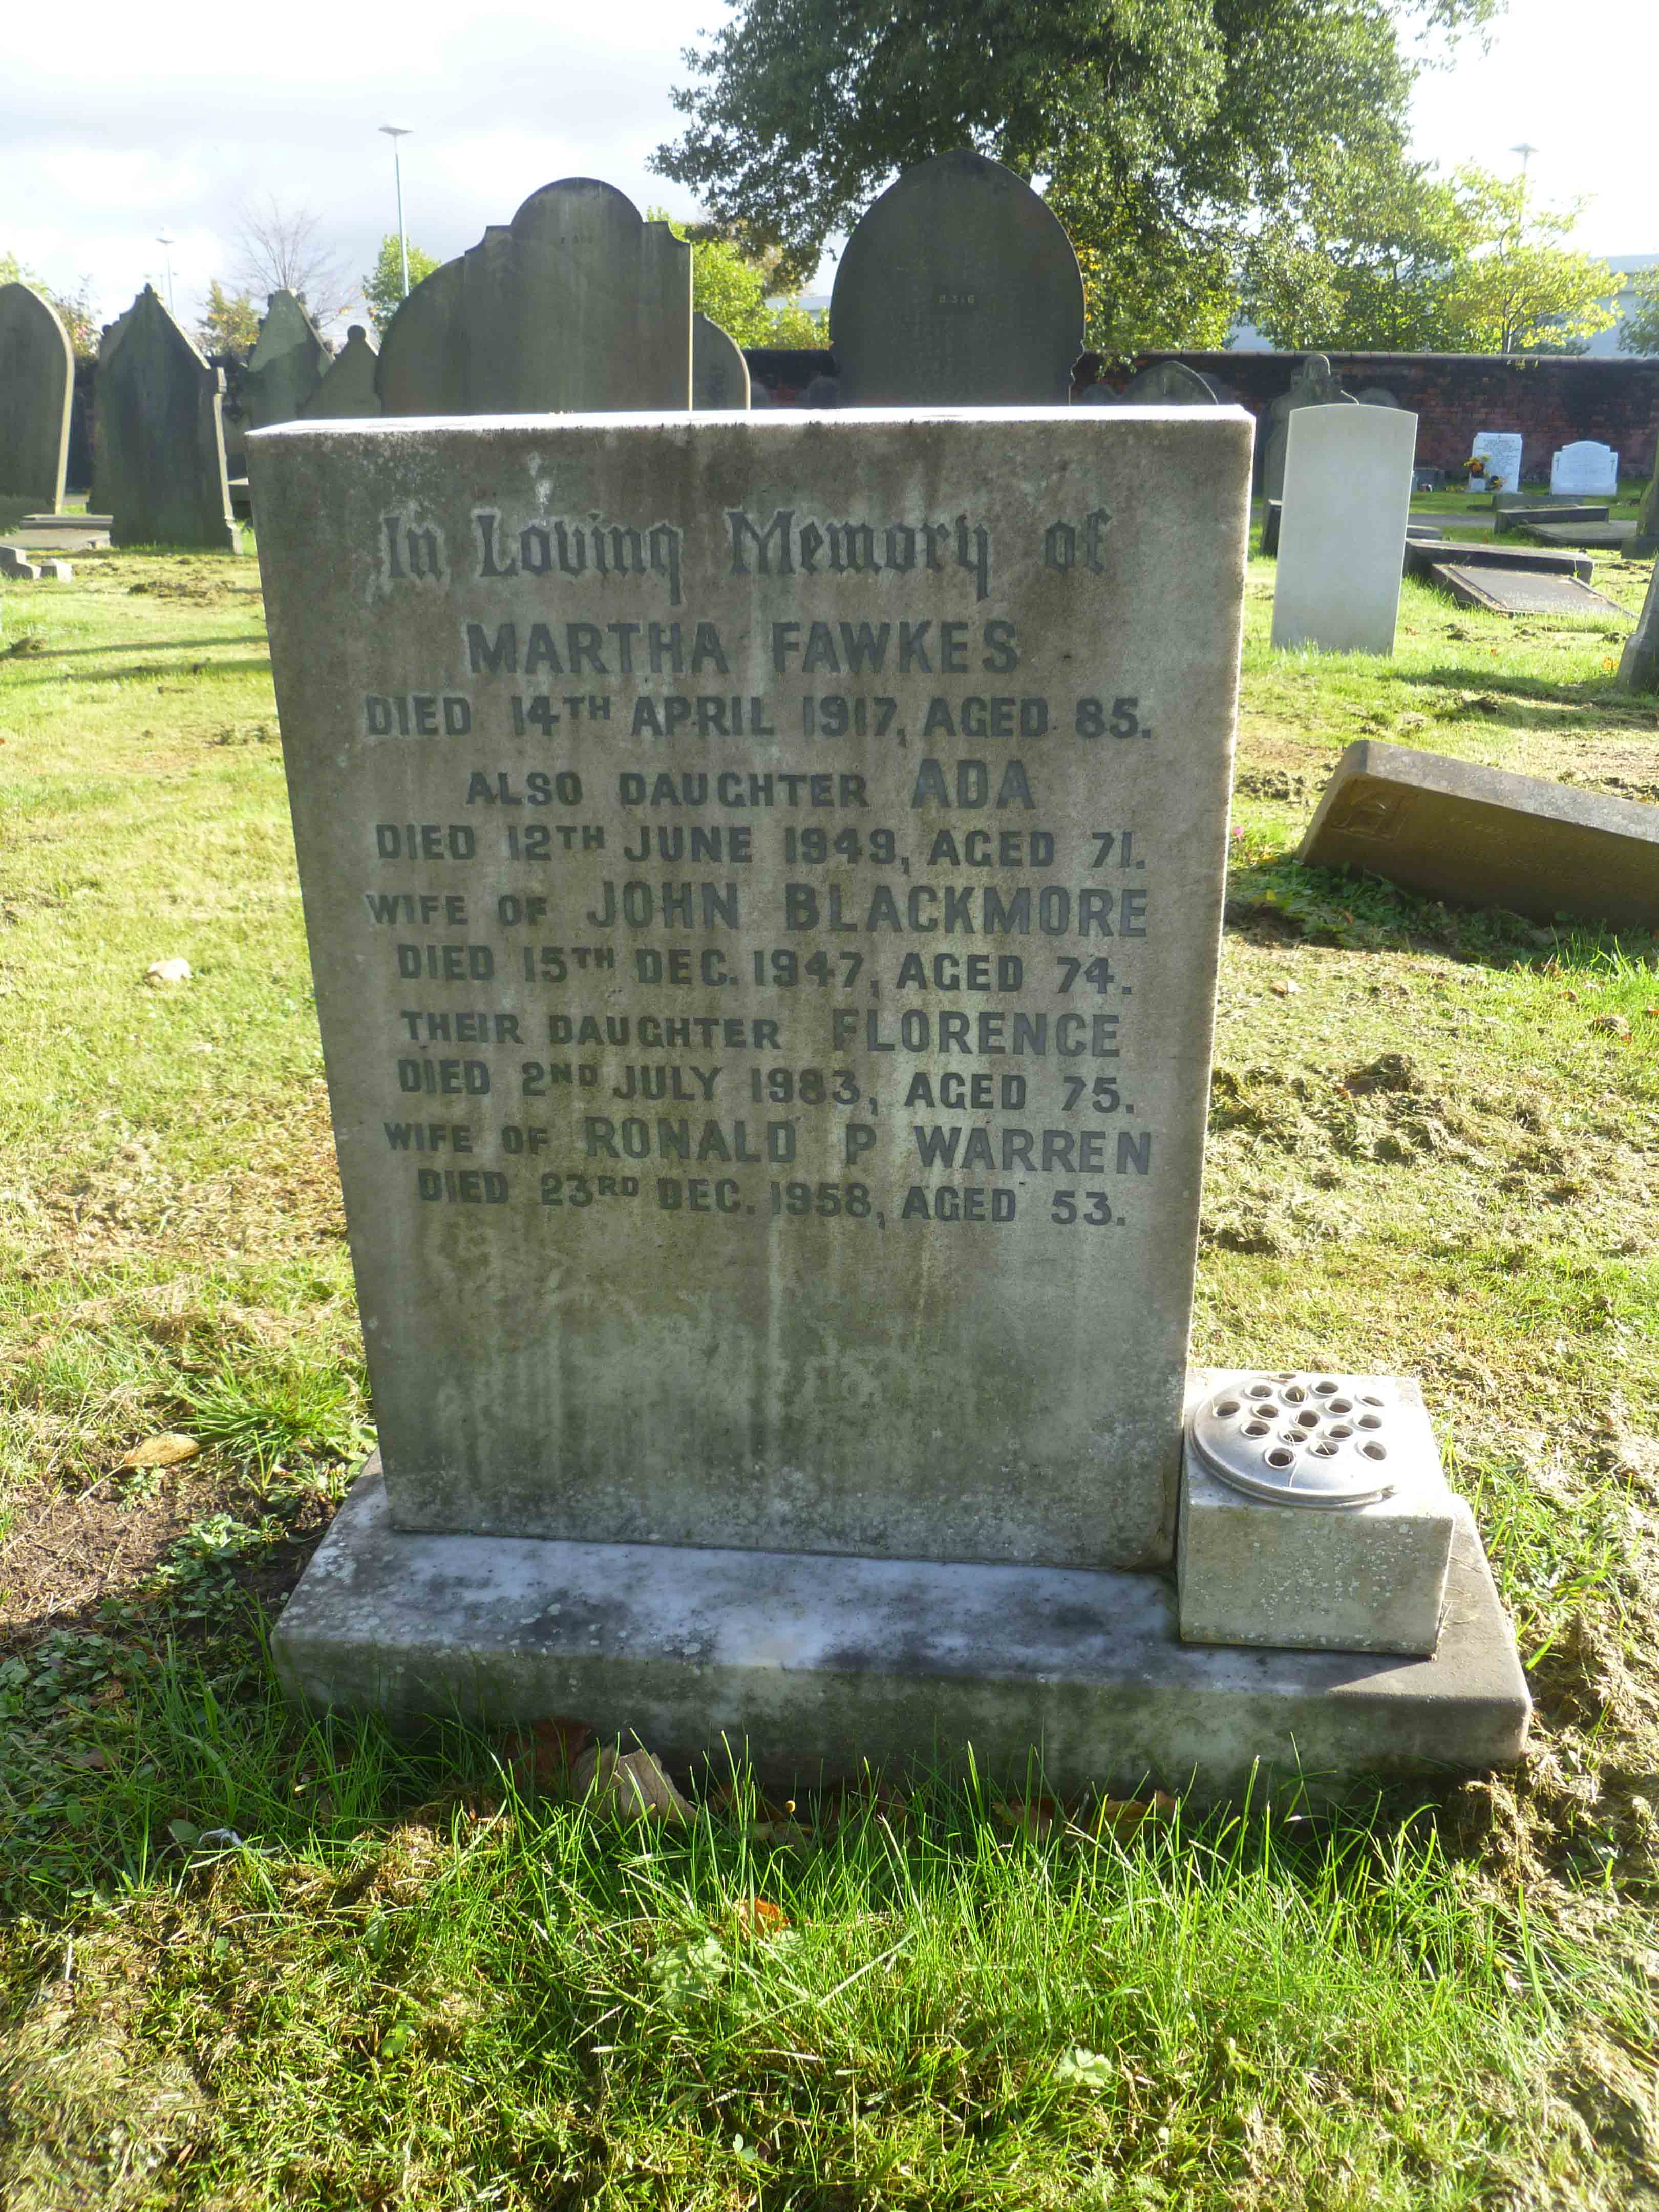 In Loving Memory of
MARTHA FAWKES
DIED 14TH APRIL 1917, AGED 85.
ALSO DAUGHTER ADA
DIED 12TH JUNE 1949, AGED 71.
WIFE OF JOHN BLACKMORE
DIED 15TH DEC. 1947, AGED 74.
THEIR DAUGHTER FLORENCE
DIED 2ND JULY 1983, AGED 75.
WIFE OF RONALD P WARREN
DIED 23RD DEC. 1958, AGED 53.